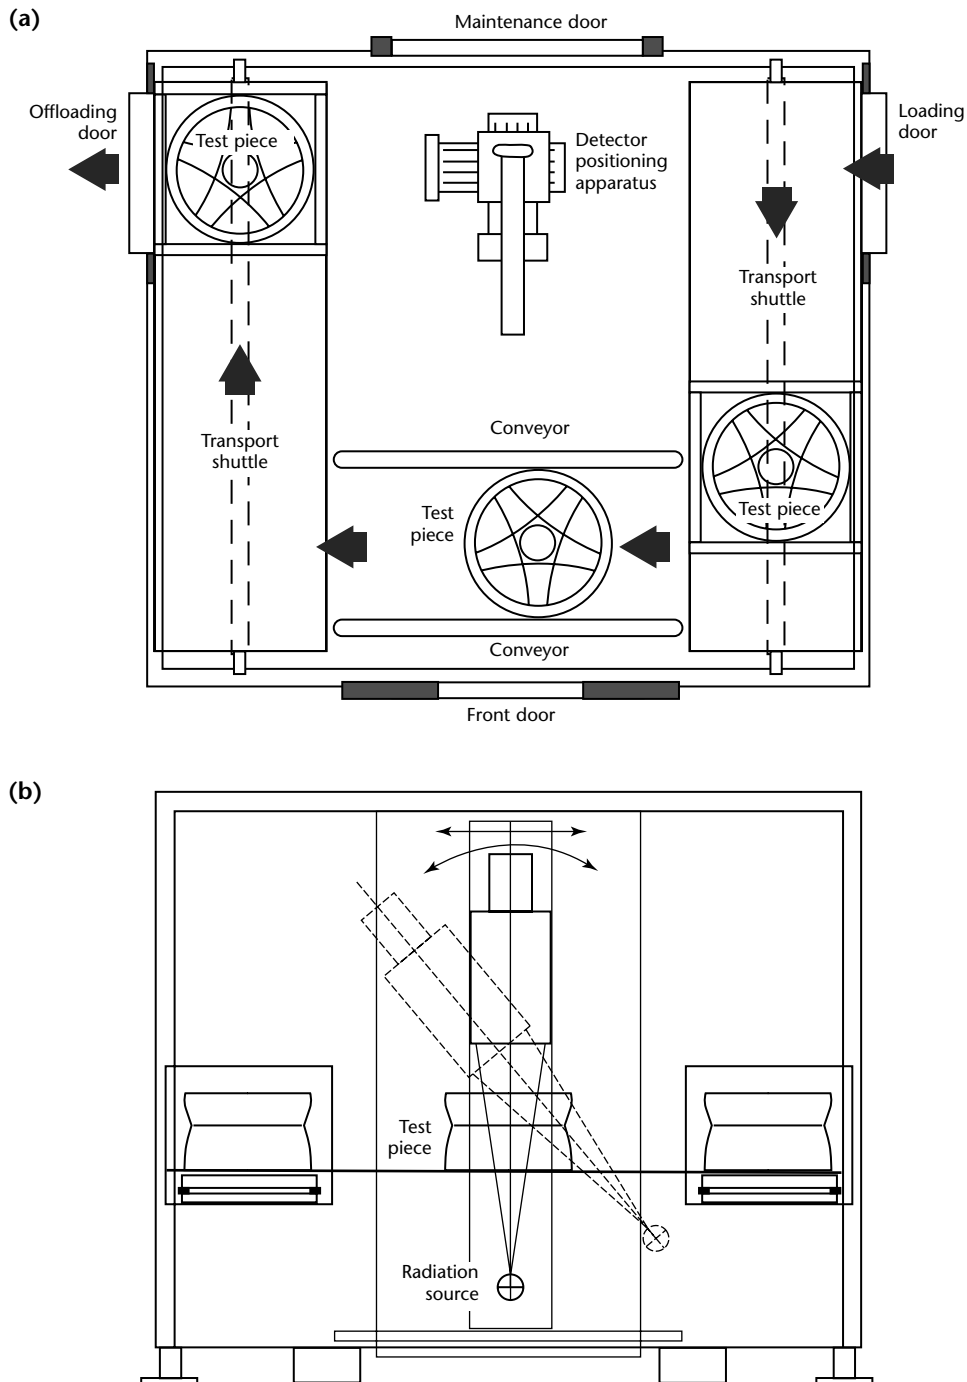 (a)
Maintenance door
Offloading
door
Test piece
Detector
positioning
apparatus
Loading
door
Transport
shuttle
Transport
shuttle
Conveyor
Test
piece
Test piece
Conveyor
Front door
(b)
Test
piece
Radiation
source